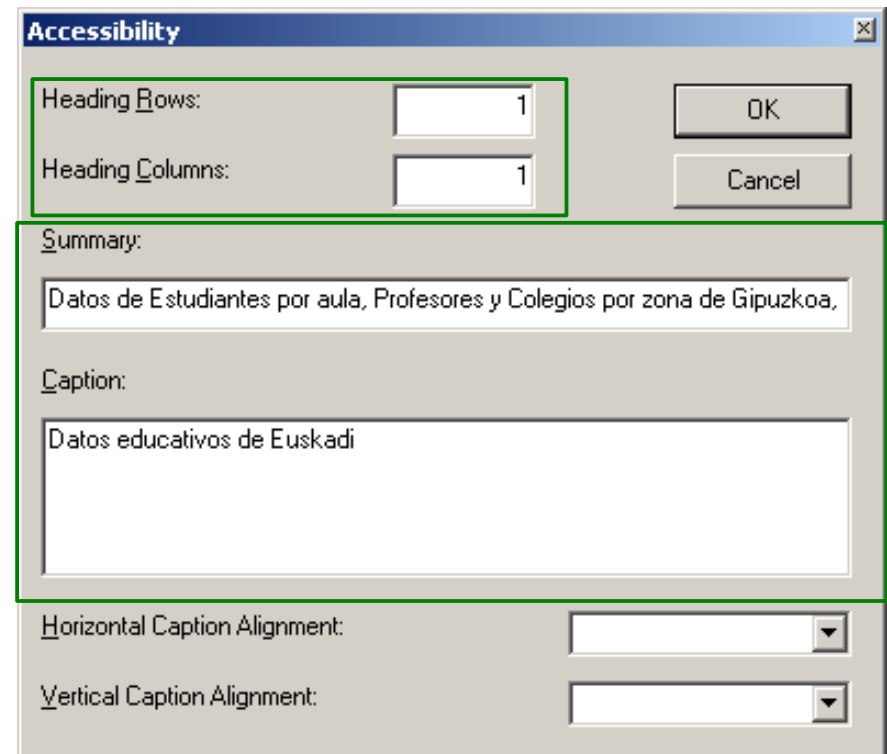 Accessibility
Heading Rows: 1
OK
Heading Columns: 1
Cancel
Summary:
Datos de Estudiantes por aula, Profesores y Colegios por zona de Gipuzkoa,
Caption:
Datos educativos de Euskadi
Horizontal Caption Alignment:
Vertical Caption Alignment: